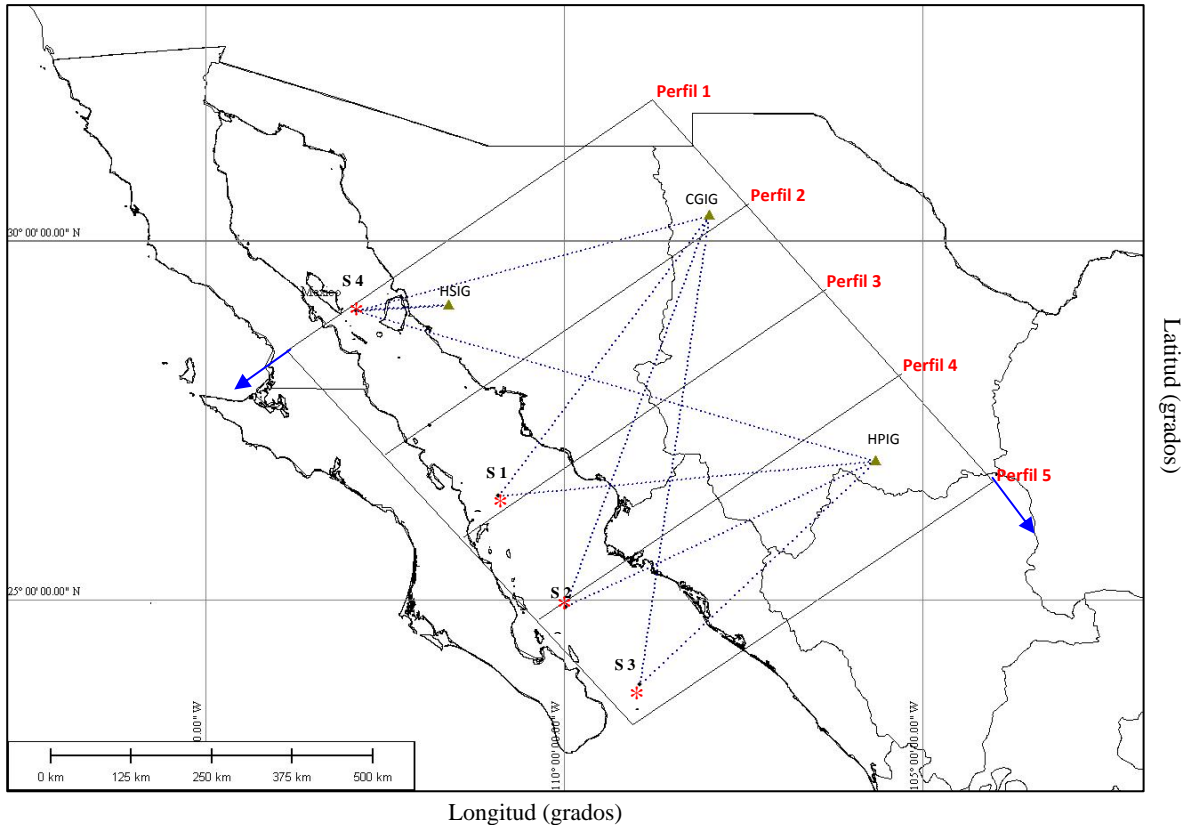 Perfil 1
CGIG
Perfil 2
30° 00' 00.00" N
S 4
Mexico
HSIG
Perfil 3
Perfil 4
HPIG
S 1
Perfil 5
25° 00' 00.00" N
S 2
S 3
0.00" W
110° 00' 00.00" W
105° 00' 00.00" W
0 km 125 km 250 km 375 km 500 km
Longitud (grados)
Latitud (grados)